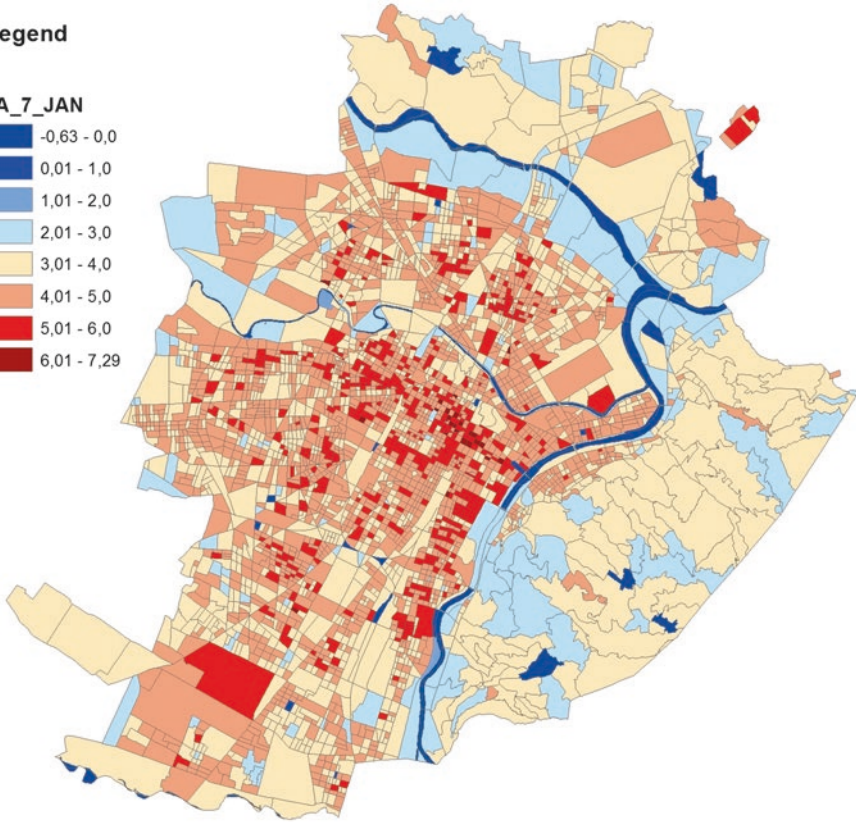 egend
A_7_JAN
-0,63 - 0,0
0,01 - 1,0
1,01 - 2,0
2,01 - 3,0
3,01 - 4,0
4,01 - 5,0
5,01 - 6,0
6,01 - 7,29